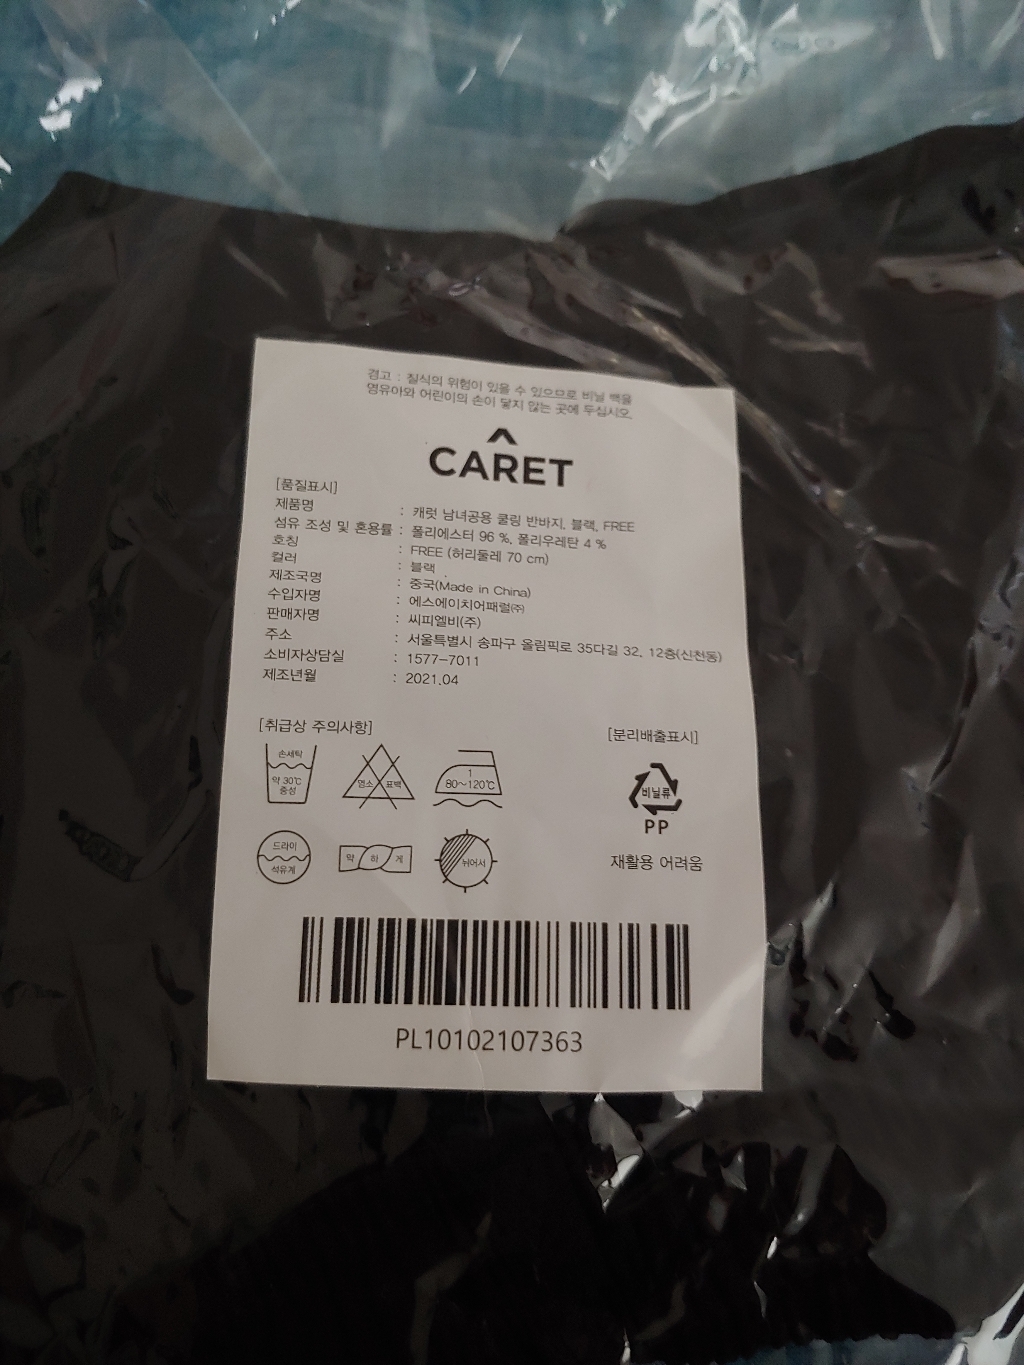 경고 : 질식의 위험이 있을 수 있으므로 비닐 백을
영유아와 어린이의 손이 닿지 않는 곳에 두십시오.
CARET
[품질표시]
제품명 : 캐럿 남녀공용 쿨링 반바지, 블랙, FREE
섬유 조성 및 혼용률 : 폴리에스터 96 %, 폴리우레탄 4 %
호칭 : FREE (허리둘레 70 cm)
컬러 : 블랙
제조국명 : 중국(Made in China)
수입자명 : 에스에이치어패럴㈜
판매자명 : 씨피엘비(주)
주소 : 서울특별시 송파구 올림픽로 35다길 32, 12층(신천동)
소비자상담실 : 1577-7011
제조년월 : 2021.04
[취급상 주의사항]
손세탁
약 30℃
중성
염소 표백
1
80~120℃
드라이
석유계
약 하 게
뉘어서
[분리배출표시]
비닐류
PP
재활용 어려움
PL10102107363